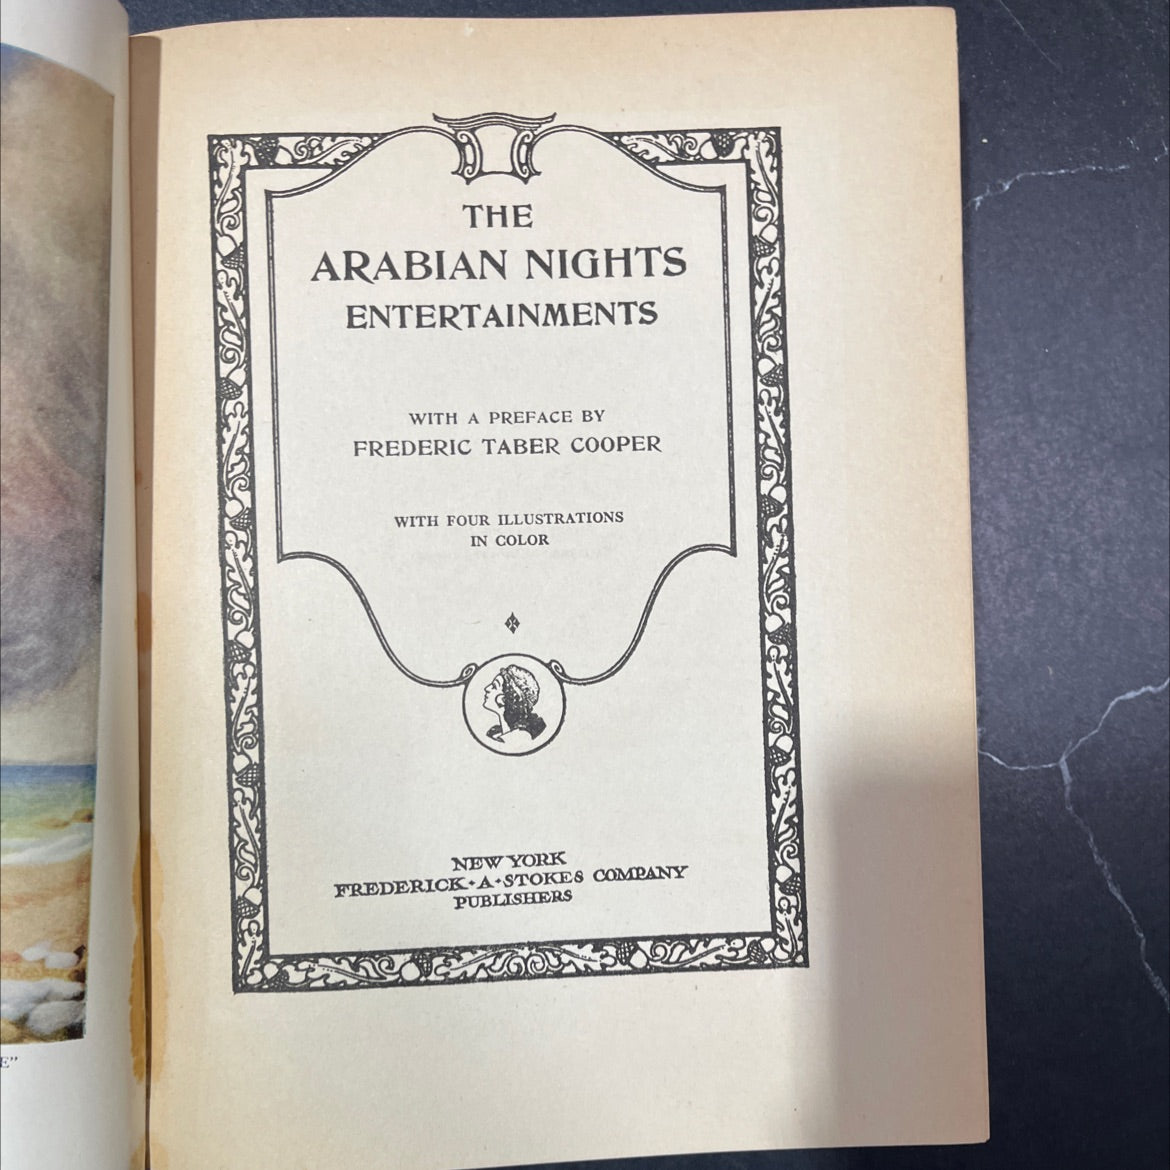 THE
ARABIAN NIGHTS
ENTERTAINMENTS
WITH A PREFACE BY
FREDERIC TABER COOPER
WITH FOUR ILLUSTRATIONS
IN COLOR
NEW YORK
FREDERICK•A•STOKES COMPANY
PUBLISHERS
E”